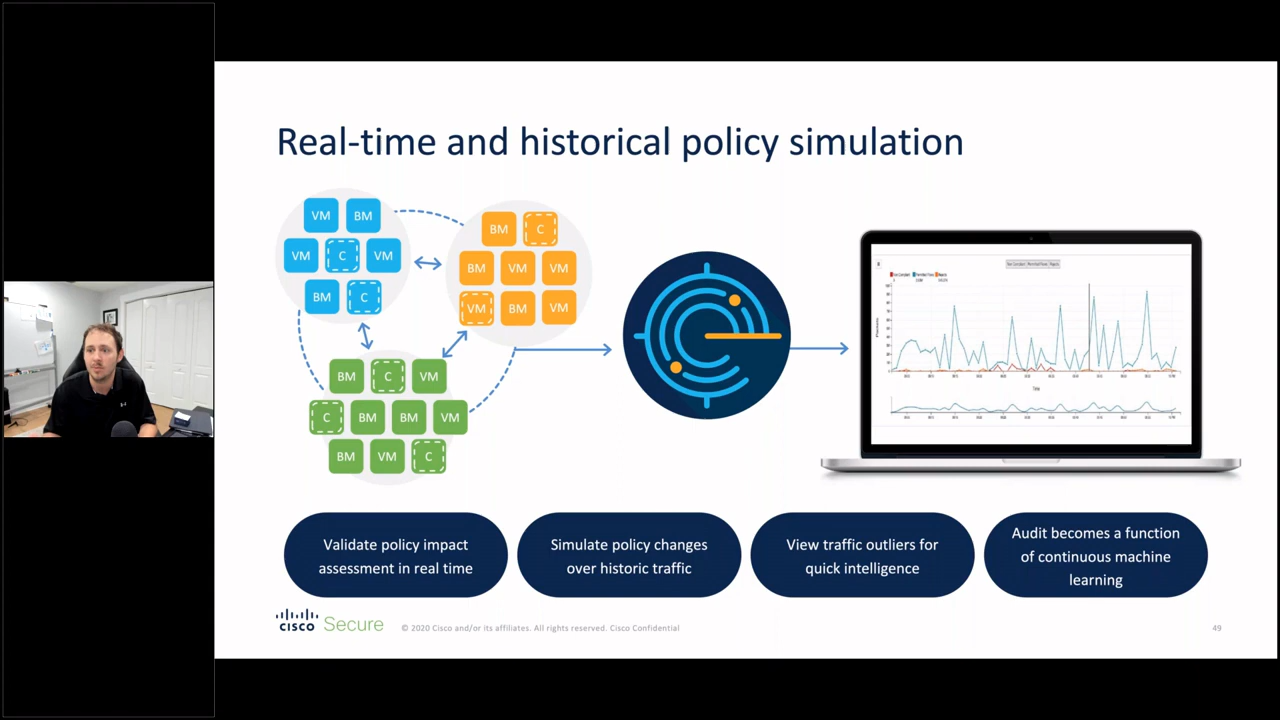 Real-time and historical policy simulation
VM BM
VM C VM
BM C
BM C
BM VM VM
VM BM VM
BM C VM
C BM BM VM
BM VM C
Validate policy impact
assessment in real time
Simulate policy changes
over historic traffic
View traffic outliers for
quick intelligence
Audit becomes a function
of continuous machine
learning
CISCO Secure
© 2020 Cisco and/or its affiliates. All rights reserved. Cisco Confidential
49